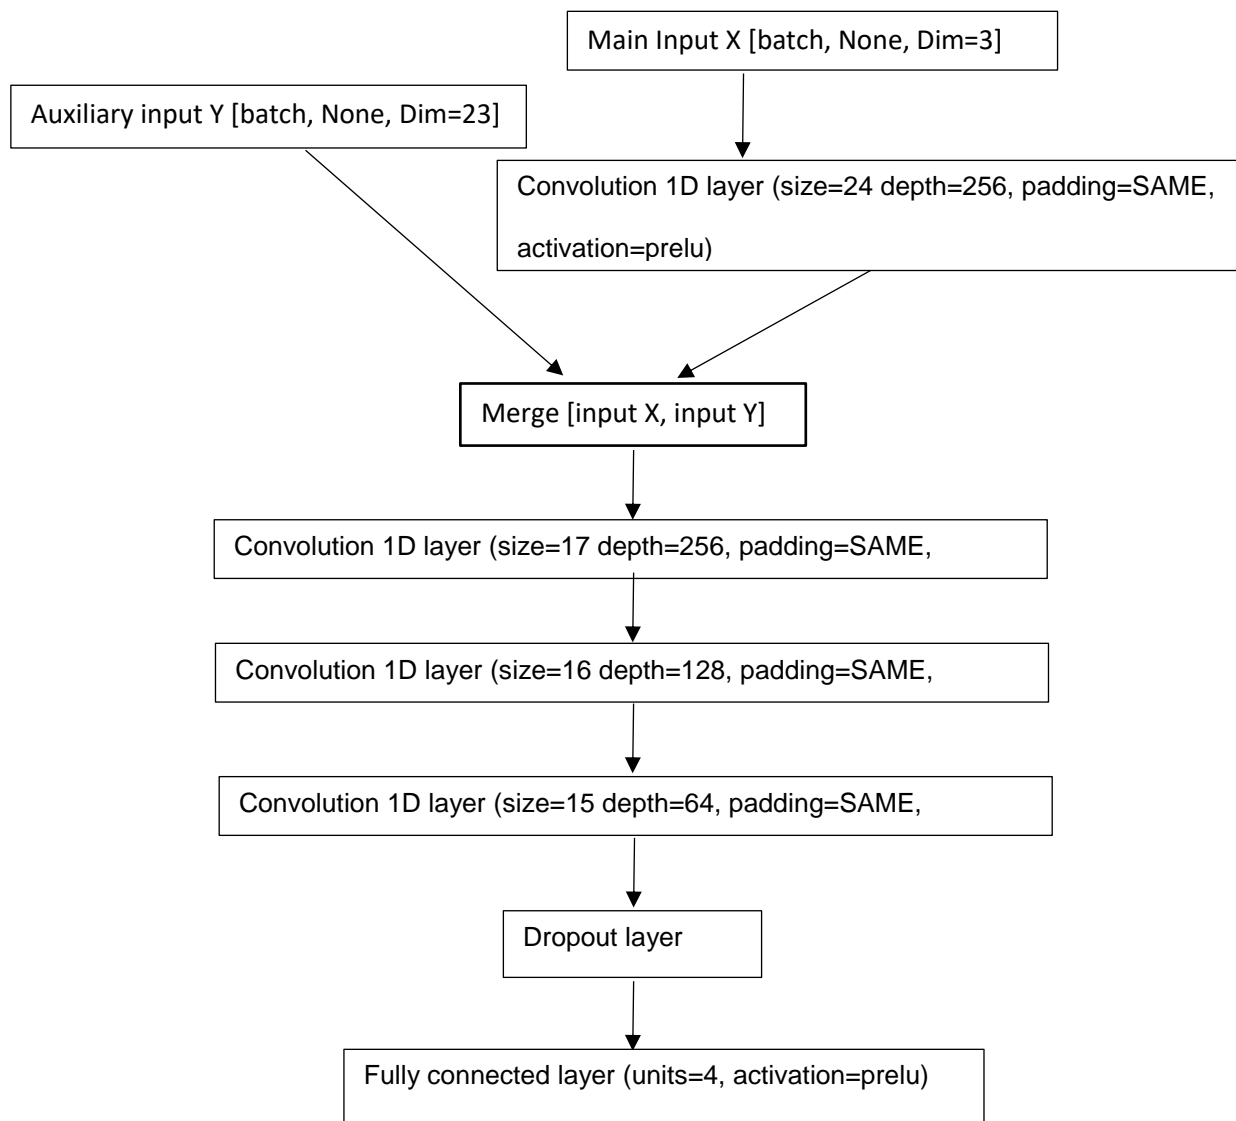 Main Input X [batch, None, Dim=3]
Auxiliary input Y [batch, None, Dim=23]
Convolution 1D layer (size=24 depth=256, padding=SAME,
activation=prelu)
Merge [input X, input Y]
Convolution 1D layer (size=17 depth=256, padding=SAME,
Convolution 1D layer (size=16 depth=128, padding=SAME,
Convolution 1D layer (size=15 depth=64, padding=SAME,
Dropout layer
Fully connected layer (units=4, activation=prelu)